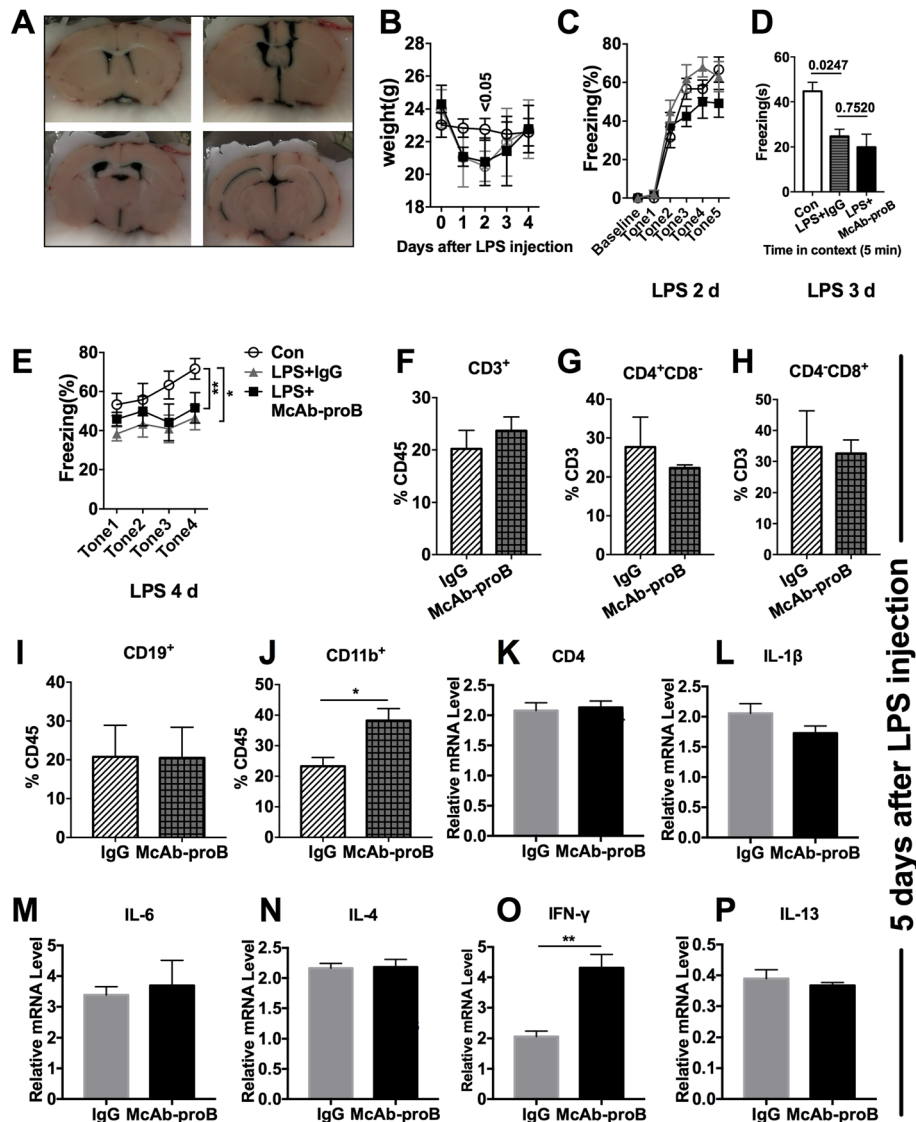 A
B
weight(g)
28
26
24
22
20
18
<0.05
0 1 2 3 4
Days after LPS injection
C
Freezing(%)
80
60
40
20
0
Baseline
Tone1
Tone2
Tone3
Tone4
Tone5
LPS 2 d
D
Freezing(s)
60
40
20
0
0.0247
0.7520
Con
LPS+IgG
LPS+
McAb-proB
Time in context (5 min)
LPS 3 d
E
Freezing(%)
80
60
40
20
0
**
*
Tone1
Tone2
Tone3
Tone4
LPS 4 d
Con
LPS+IgG
LPS+
McAb-proB
F
CD3+
% CD45
30
20
10
0
IgG
McAb-proB
G
CD4+CD8-
% CD3
40
30
20
10
0
IgG
McAb-proB
H
CD4-CD8+
% CD3
50
40
30
20
10
0
IgG
McAb-proB
I
CD19+
% CD45
40
30
20
10
0
IgG McAb-proB
J
CD11b+
% CD45
50
40
30
20
10
0
*
IgG McAb-proB
K
CD4
Relative mRNA Level
2.5
2.0
1.5
1.0
0.5
0.0
IgG McAb-proB
L
IL-1β
Relative mRNA Level
2.5
2.0
1.5
1.0
0.5
0.0
IgG McAb-proB
M
IL-6
Relative mRNA Level
5
4
3
2
1
0
IgG McAb-proB
N
IL-4
Relative mRNA Level
2.5
2.0
1.5
1.0
0.5
0.0
IgG McAb-proB
O
IFN-γ
Relative mRNA Level
5
4
3
2
1
0
**
IgG McAb-proB
P
IL-13
Relative mRNA Level
0.5
0.4
0.3
0.2
0.1
0.0
IgG McAb-proB
5 days after LPS injection